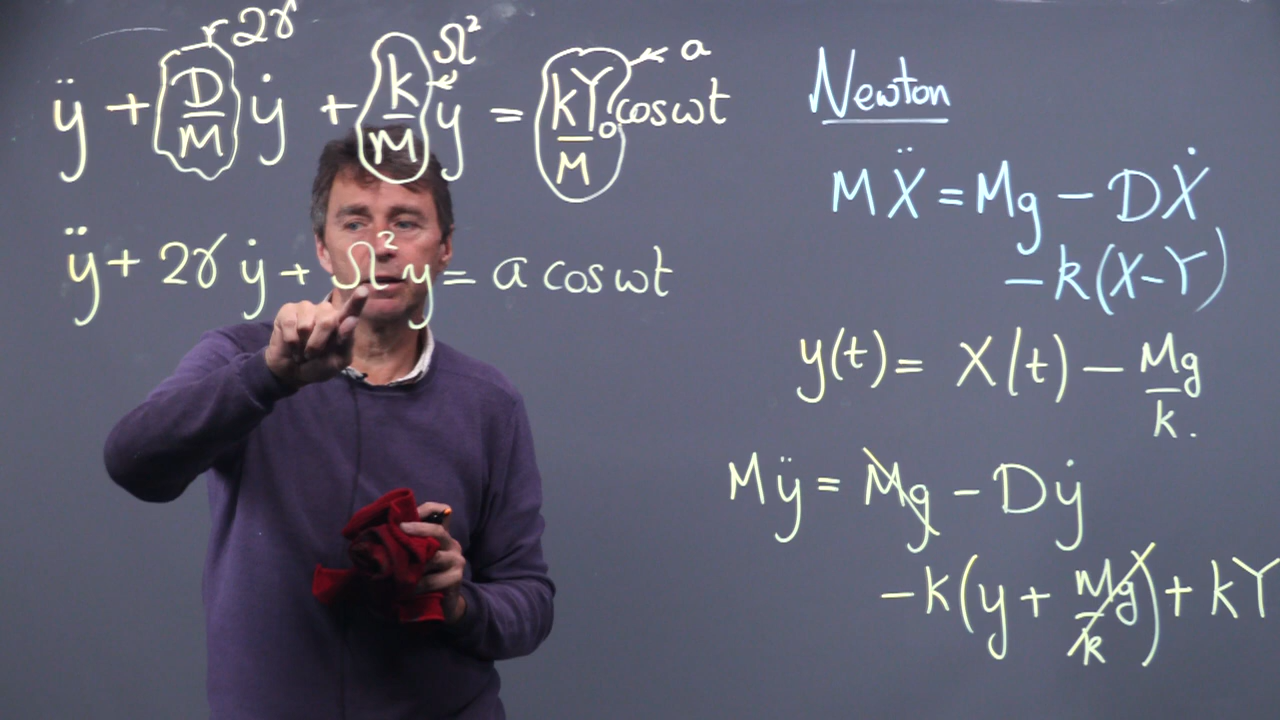 2γ Ω² a
ÿ + D/M ẏ + k/M y = kY₀/M cos ωt
ÿ + 2γ ẏ + Ω² y = a cos ωt
Newton
MẌ = Mg − DẊ
−k(X−Y)
y(t) = X(t) − Mg/k.
Mÿ = Mg − Dẏ
−k(y + Mg/k) + kY